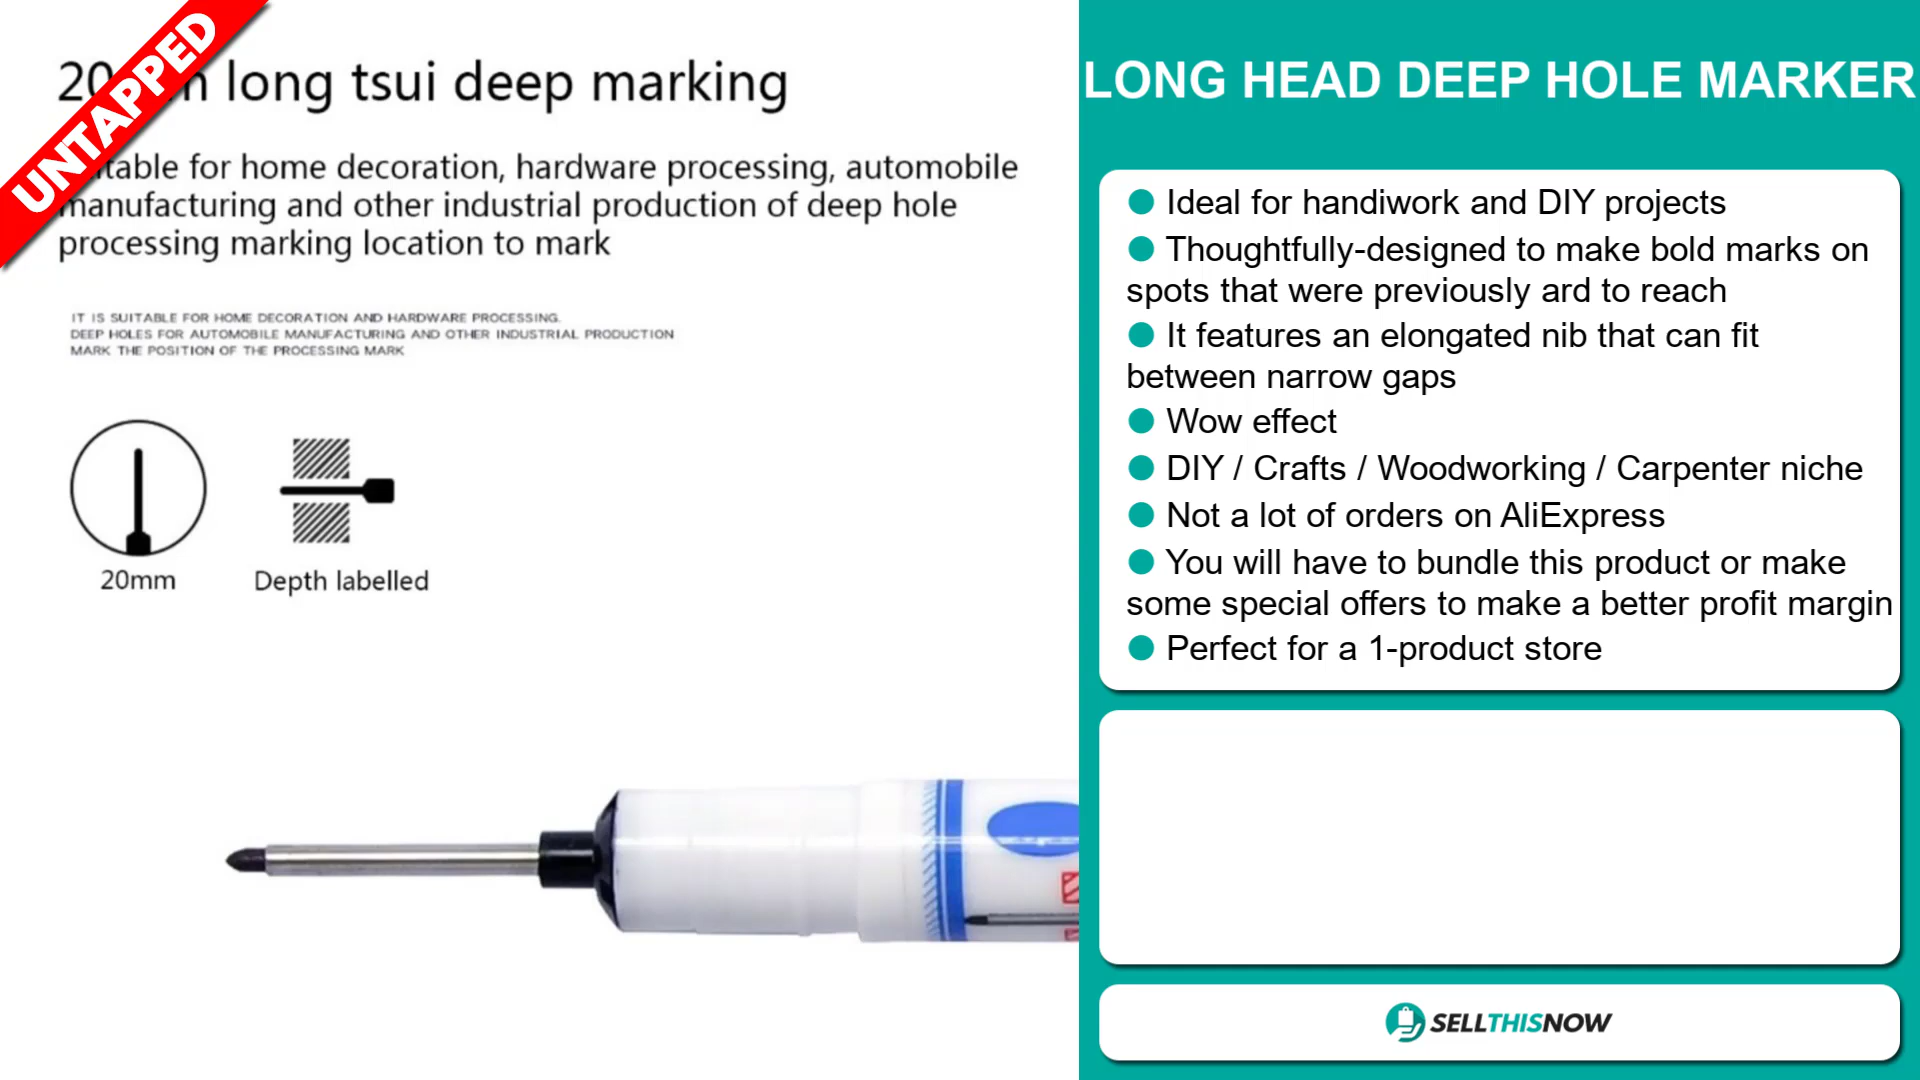 UNTAPPED
20 long tsui deep marking
for home decoration, hardware processing, automobile
manufacturing and other industrial production of deep hole
processing marking location to mark
IT IS SUITABLE FOR HOME DECORATION AND HARDWARE PROCESSING.
DEEP HOLES FOR AUTOMOBILE MANUFACTURING AND OTHER INDUSTRIAL PRODUCTION
MARK THE POSITION OF THE PROCESSING MARK
20mm
Depth labelled
LONG HEAD DEEP HOLE MARKER
● Ideal for handiwork and DIY projects
● Thoughtfully-designed to make bold marks on
spots that were previously ard to reach
● It features an elongated nib that can fit
between narrow gaps
● Wow effect
● DIY / Crafts / Woodworking / Carpenter niche
● Not a lot of orders on AliExpress
● You will have to bundle this product or make
some special offers to make a better profit margin
● Perfect for a 1-product store
SELLTHISNOW